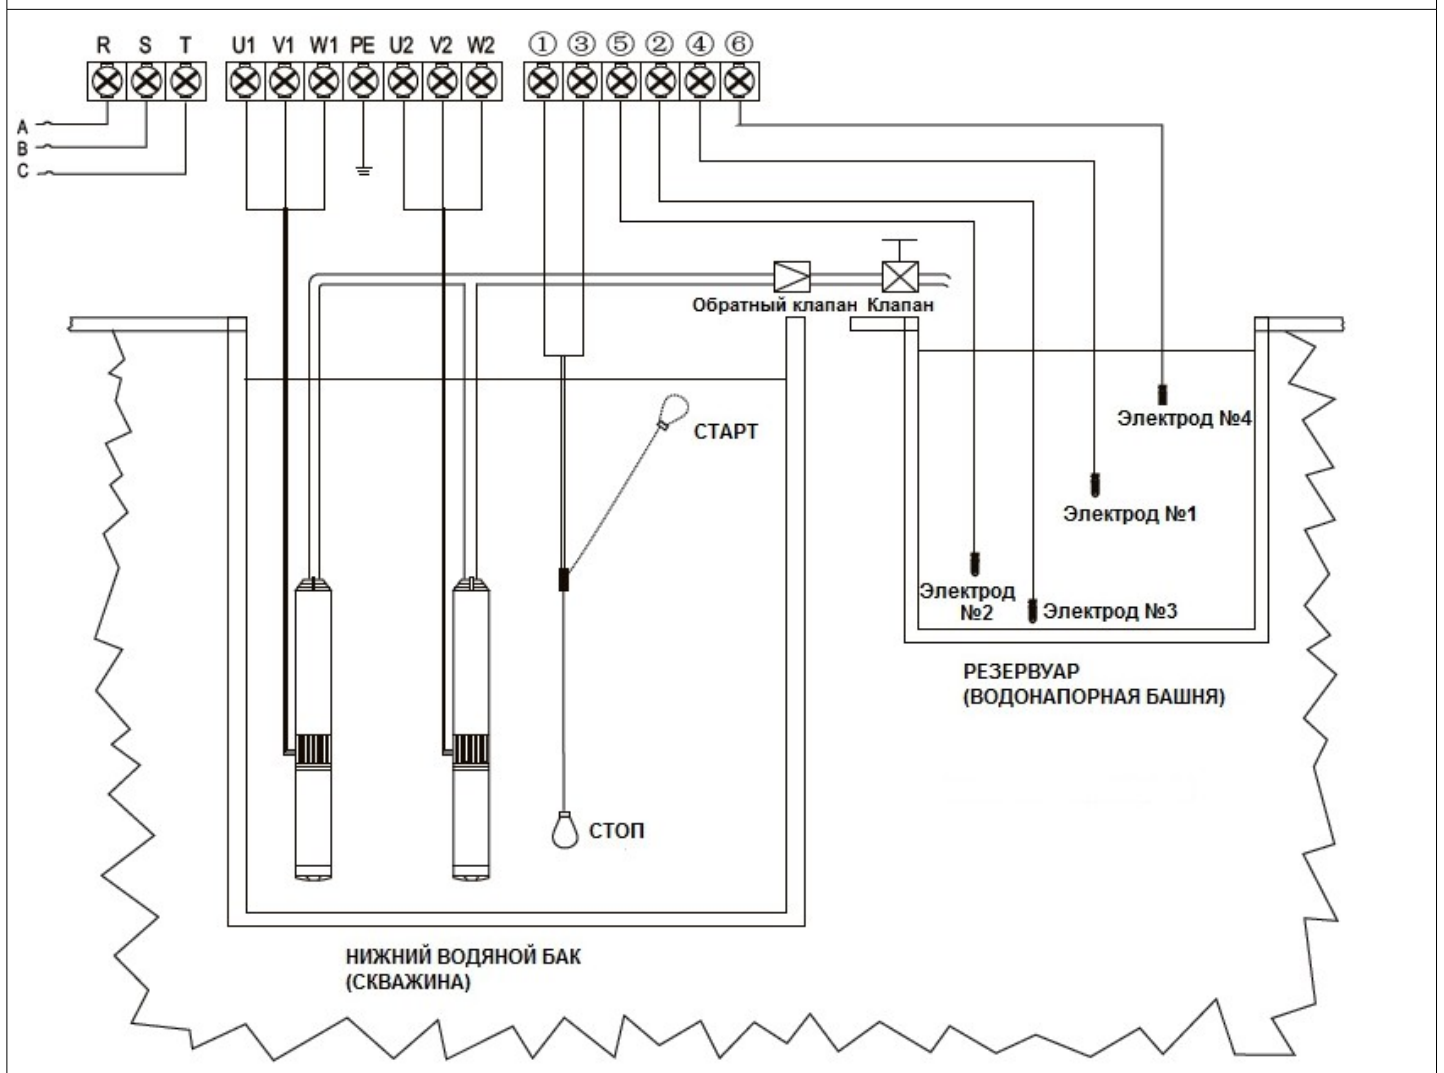 R S T U1 V1 W1 PE U2 V2 W2 ① ③ ⑤ ② ④ ⑥
A
B
C
Обратный клапан Клапан
СТАРТ
Электрод №4
Электрод №1
Электрод
№2
Электрод №3
РЕЗЕРВУАР
(ВОДОНАПОРНАЯ БАШНЯ)
СТОП
НИЖНИЙ ВОДЯНОЙ БАК
(СКВАЖИНА)